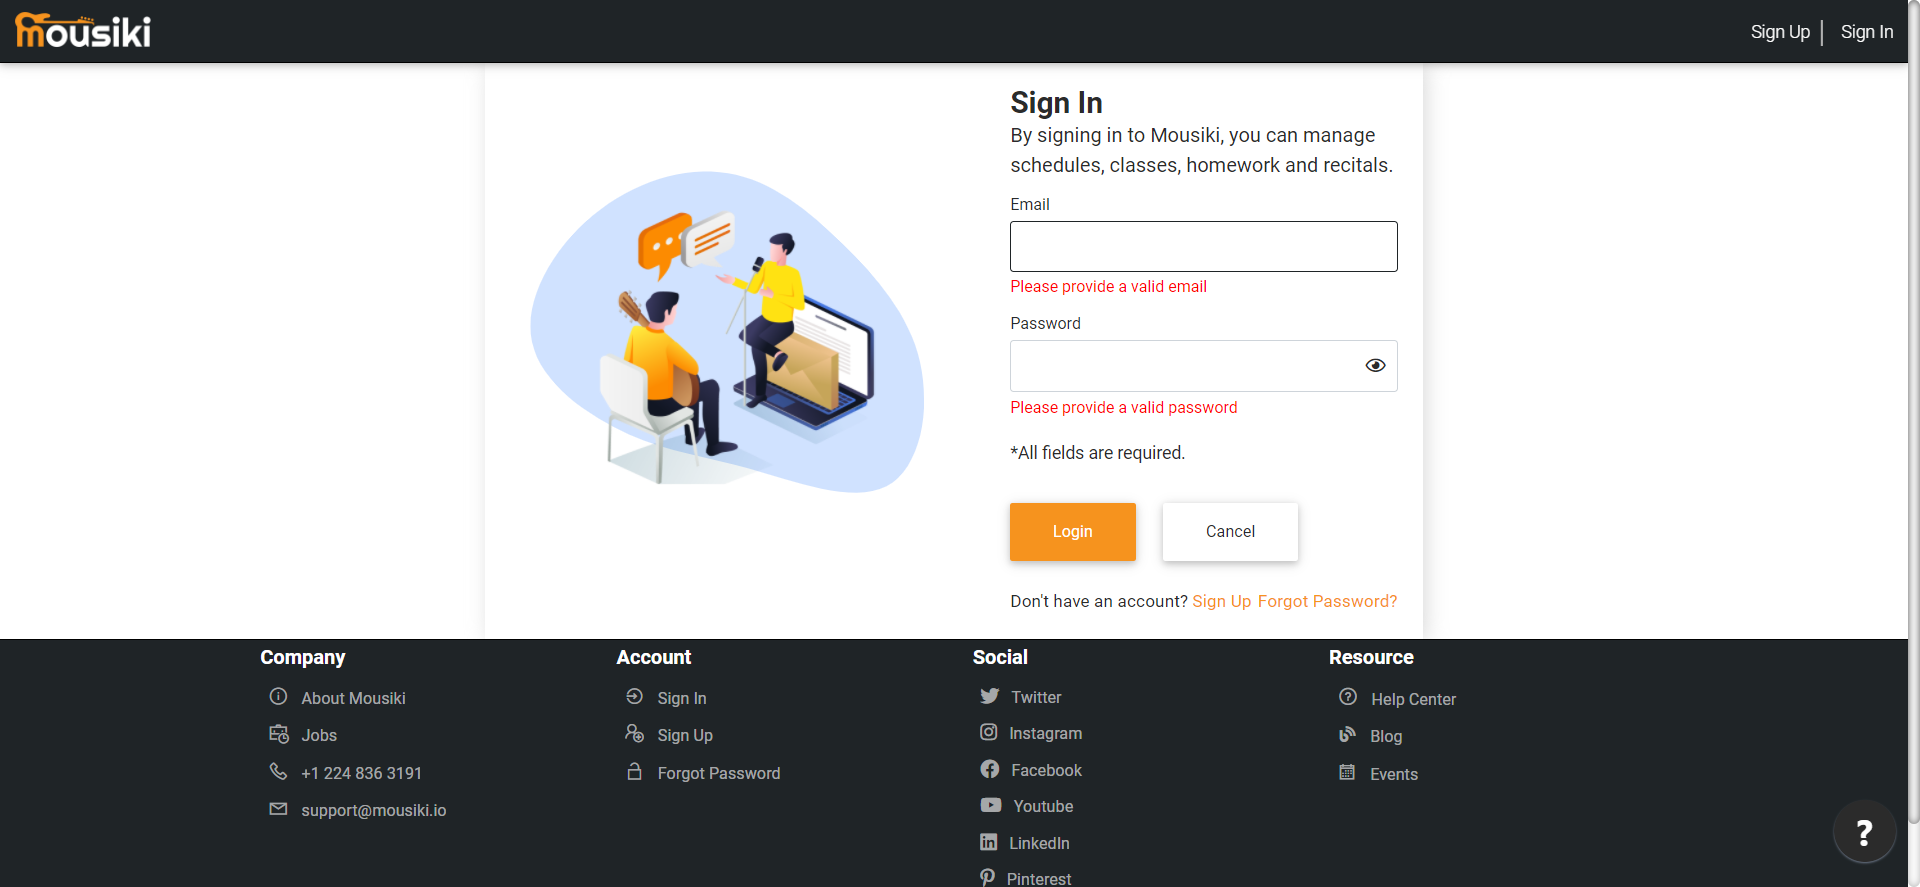 mousiki
Sign Up
Sign In
Sign In
By signing in to Mousiki, you can manage
schedules, classes, homework and recitals.
Email
Please provide a valid email
Password
Please provide a valid password
*All fields are required.
Login
Cancel
Don't have an account? Sign Up Forgot Password?
Company
About Mousiki
Jobs
+1 224 836 3191
support@mousiki.io
Account
Sign In
Sign Up
Forgot Password
Social
Twitter
Instagram
Facebook
Youtube
LinkedIn
Pinterest
Resource
Help Center
Blog
Events
?